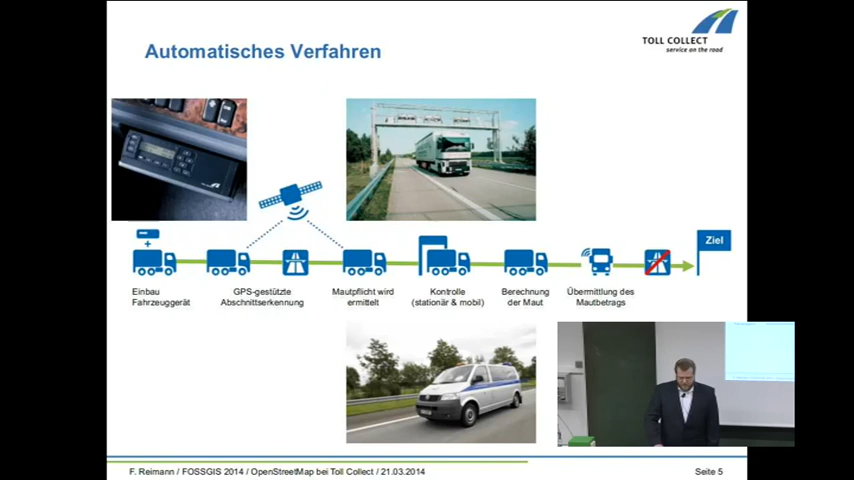 TOLL COLLECT
service on the road
Automatisches Verfahren
Ziel
Einbau
Fahrzeuggerät
GPS-gestützte
Abschnittserkennung
Mautpflicht wird
ermittelt
Kontrolle
(stationär & mobil)
Berechnung
der Maut
Übermittlung des
Mautbetrags
F. Reimann / FOSSGIS 2014 / OpenStreetMap bei Toll Collect / 21.03.2014
Seite 5